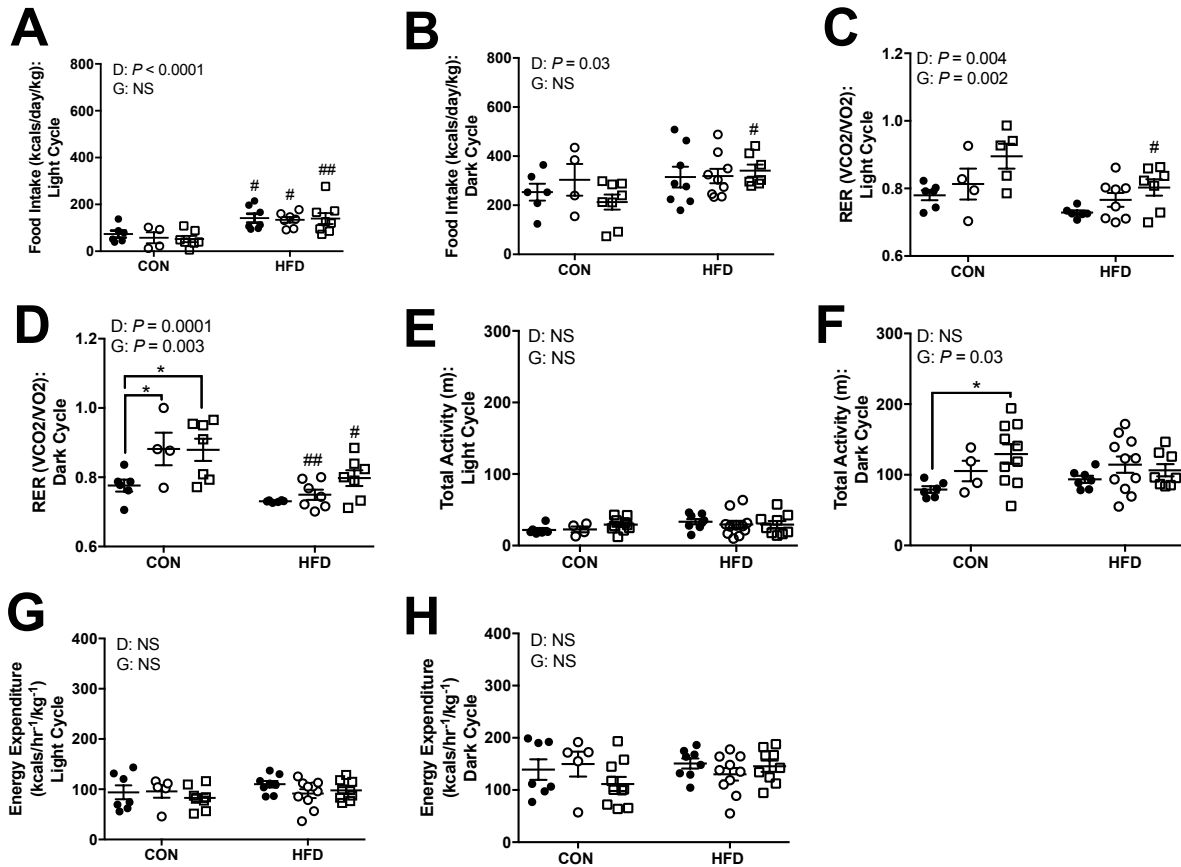 A
Food Intake (kcals/day/kg):
Light Cycle
D: P < 0.0001
G: NS
800
600
400
200
0
#
#
##
CON
HFD
B
Food Intake (kcals/day/kg):
Dark Cycle
D: P = 0.03
G: NS
800
600
400
200
0
#
CON
HFD
C
RER (VCO2/VO2):
Light Cycle
D: P = 0.004
G: P = 0.002
1.2
1.0
0.8
0.6
#
CON
HFD
D
RER (VCO2/VO2):
Dark Cycle
D: P = 0.0001
G: P = 0.003
1.2
1.0
0.8
0.6
*
*
##
#
CON
HFD
E
Total Activity (m):
Light Cycle
D: NS
G: NS
300
200
100
0
CON
HFD
F
Total Activity (m):
Dark Cycle
D: NS
G: P = 0.03
300
200
100
0
*
CON
HFD
G
Energy Expenditure
(kcals/hr⁻¹/kg⁻¹)
Light Cycle
D: NS
G: NS
400
300
200
100
0
CON
HFD
H
Energy Expenditure
(kcals/hr⁻¹/kg⁻¹)
Dark Cycle
D: NS
G: NS
400
300
200
100
0
CON
HFD